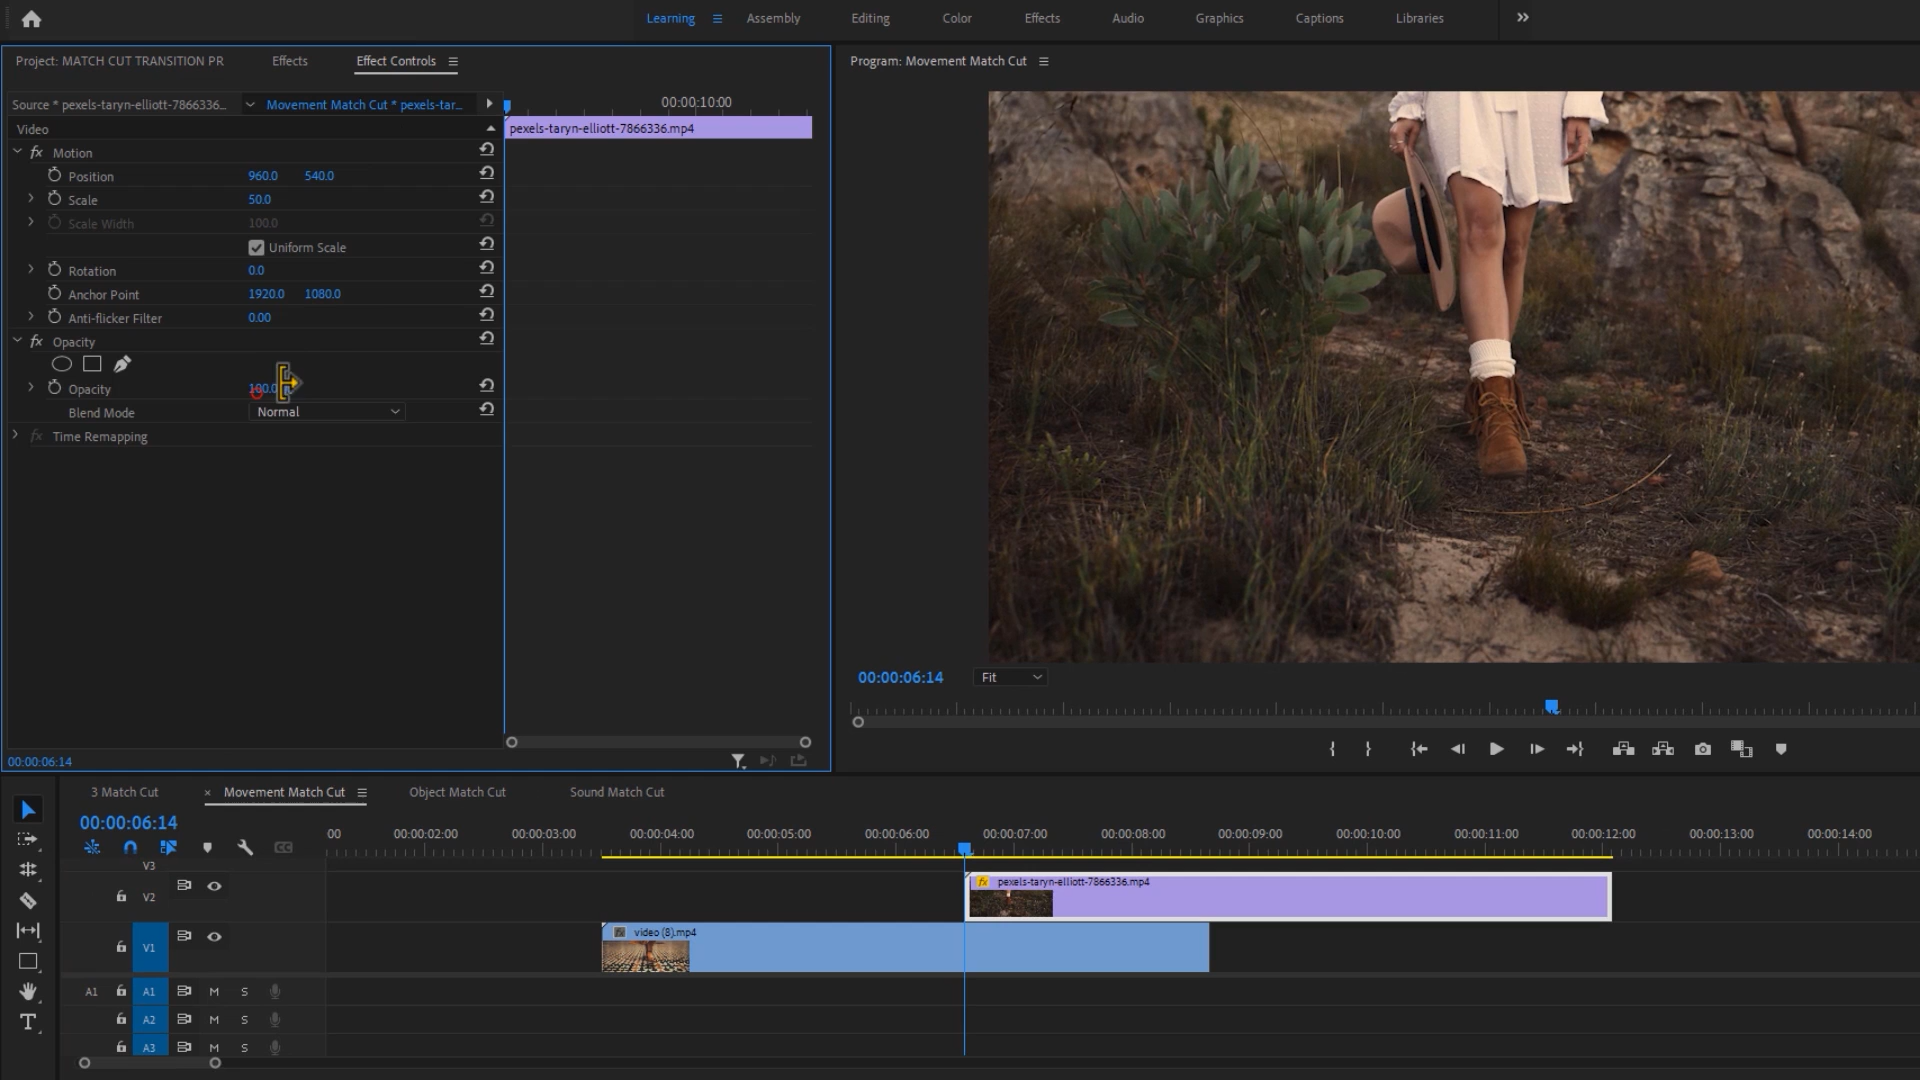 Learning Assembly Editing Color Effects Audio Graphics Captions Libraries
Project: MATCH CUT TRANSITION PR Effects Effect Controls
Program: Movement Match Cut
Source * pexels-taryn-elliott-7866336... Movement Match Cut * pexels-tar...
00:00:10:00
Video
pexels-taryn-elliott-7866336.mp4
fx Motion
Position 960.0 540.0
Scale 50.0
Scale Width 100.0
Uniform Scale
Rotation 0.0
Anchor Point 1920.0 1080.0
Anti-flicker Filter 0.00
fx Opacity
Opacity 100.0
Blend Mode Normal
fx Time Remapping
00:00:06:14 Fit
00:00:06:14
3 Match Cut × Movement Match Cut Object Match Cut Sound Match Cut
00:00:06:14
00 00:00:02:00 00:00:03:00 00:00:04:00 00:00:05:00 00:00:06:00 00:00:07:00 00:00:08:00 00:00:09:00 00:00:10:00 00:00:11:00 00:00:12:00 00:00:13:00 00:00:14:00
CC
V3
V2
fx pexels-taryn-elliott-7866336.mp4
V1
fx video (8).mp4
A1 A1 M S
A2 M S
A3 M S
T